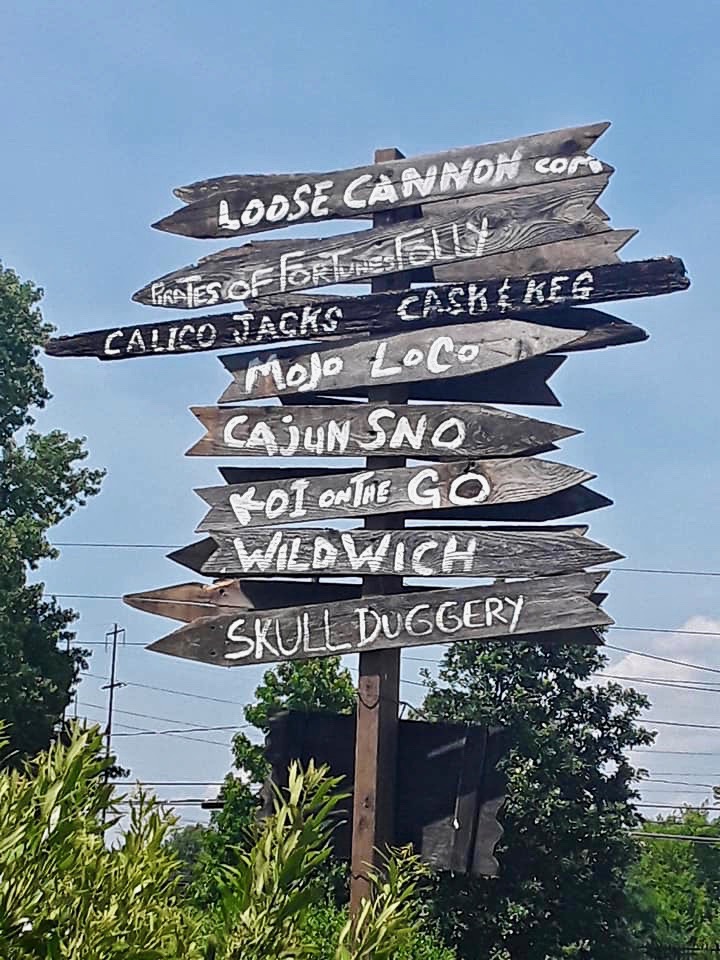 LOOSE CANNON COM
PIRATES OF FORTUNES FOLLY
CALICO JACKS CASK & KEG
MOJO LOCO
CAJUN SNO
KOI ON THE GO
WILDWICH
SKULL DUGGERY